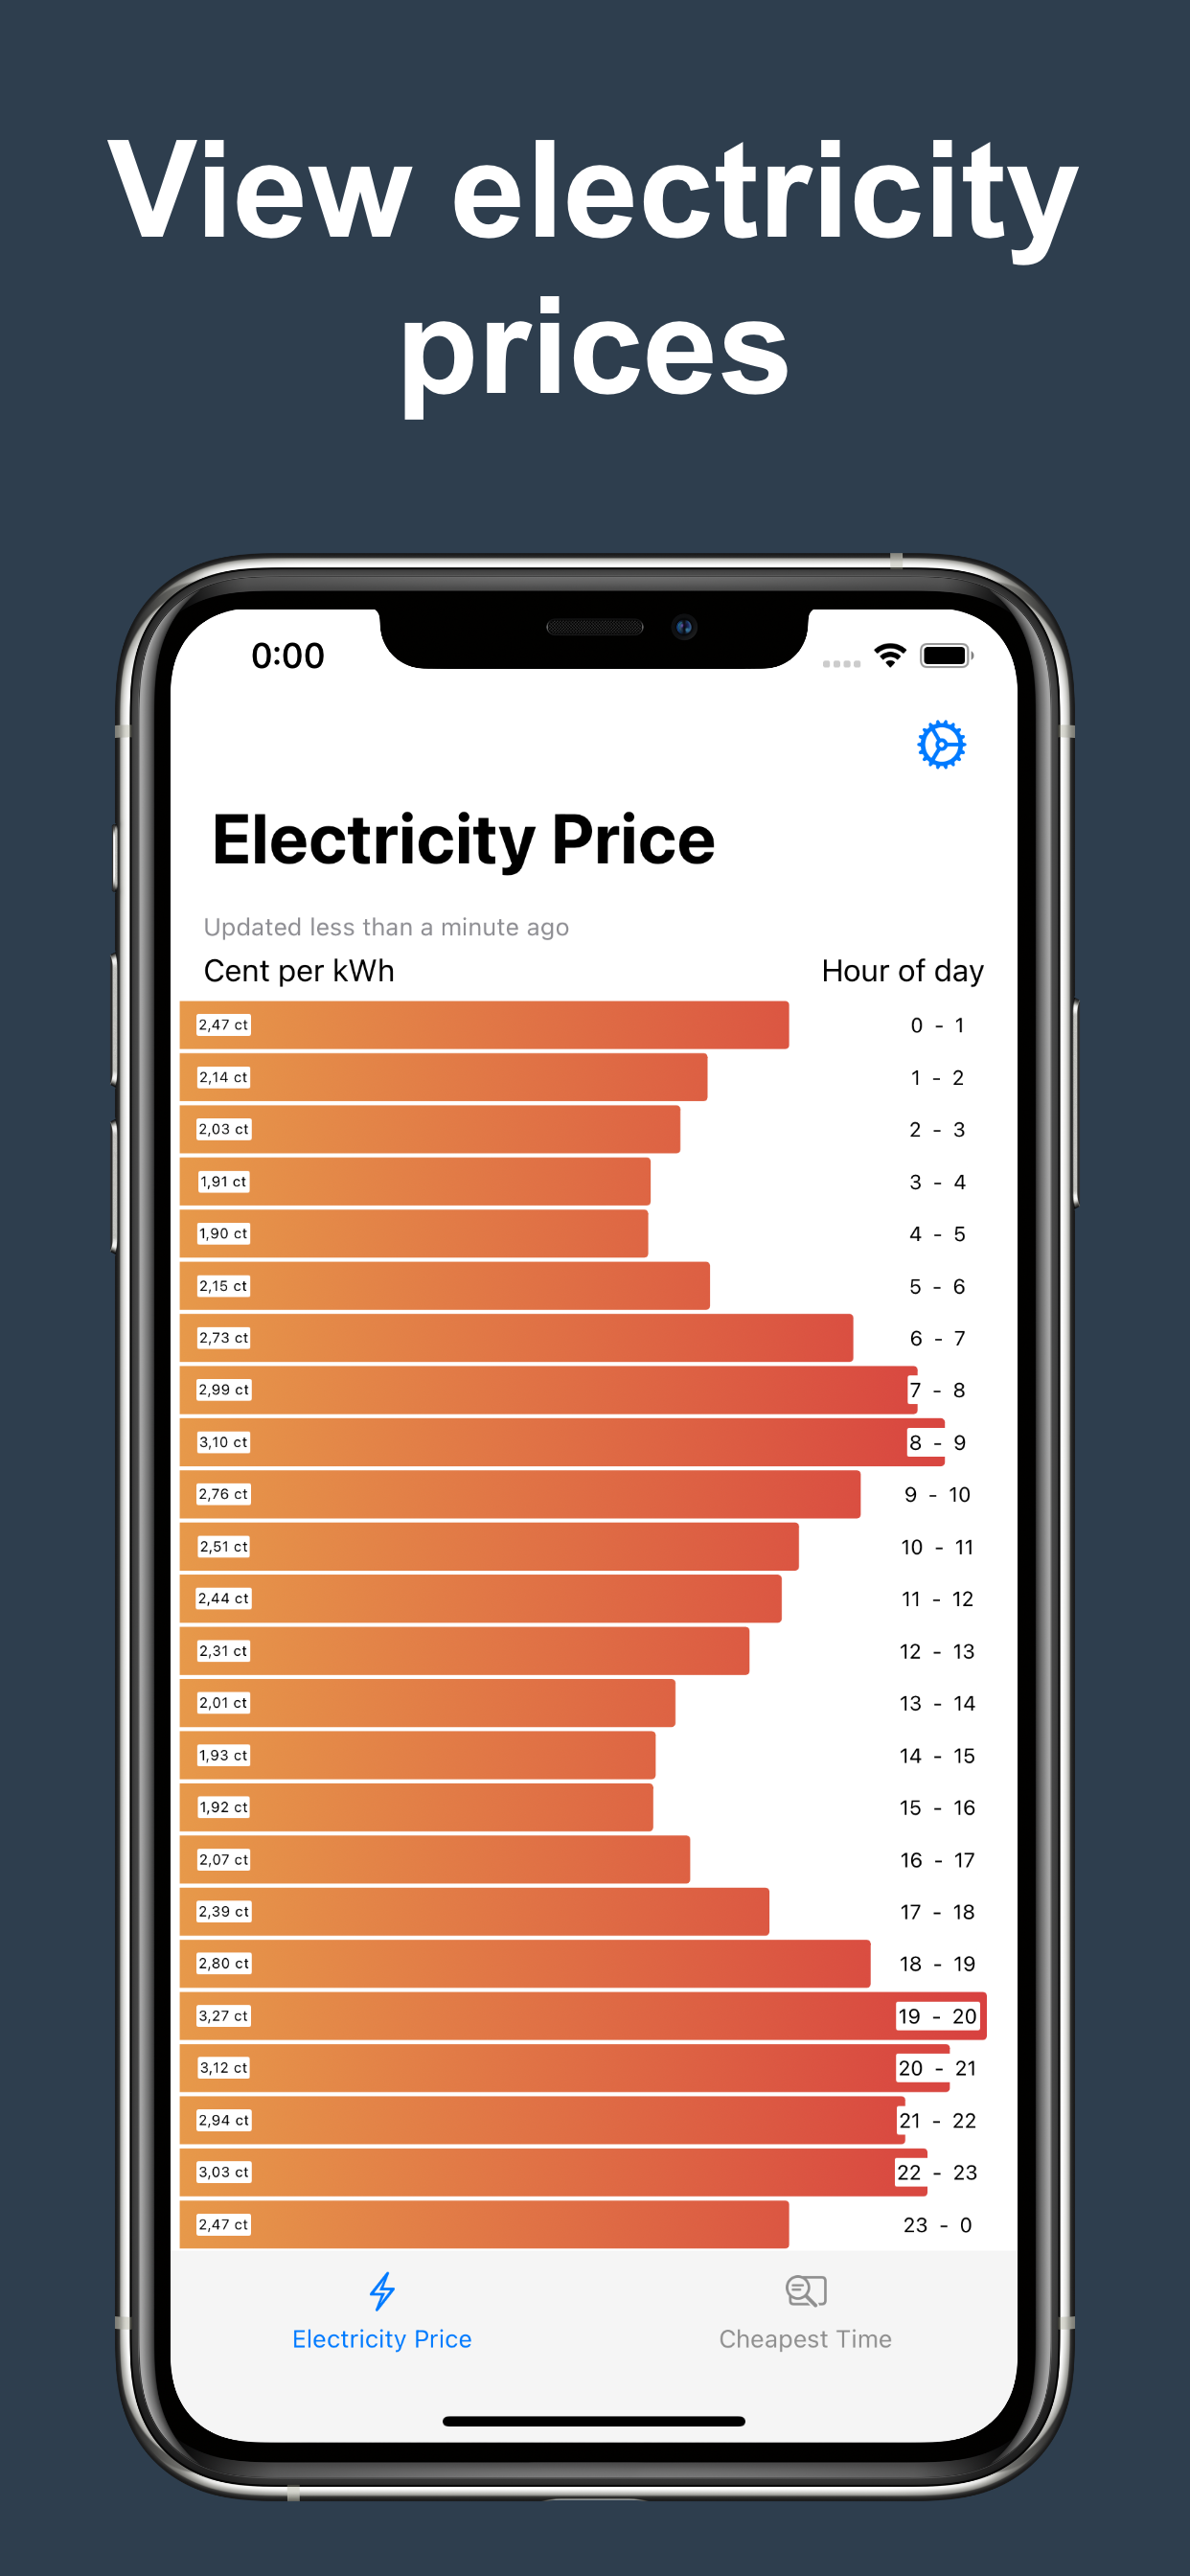 View electricity
prices
0:00
Electricity Price
Updated less than a minute ago
Cent per kWh Hour of day
2,47 ct 0 - 1
2,14 ct 1 - 2
2,03 ct 2 - 3
1,91 ct 3 - 4
1,90 ct 4 - 5
2,15 ct 5 - 6
2,73 ct 6 - 7
2,99 ct 7 - 8
3,10 ct 8 - 9
2,76 ct 9 - 10
2,51 ct 10 - 11
2,44 ct 11 - 12
2,31 ct 12 - 13
2,01 ct 13 - 14
1,93 ct 14 - 15
1,92 ct 15 - 16
2,07 ct 16 - 17
2,39 ct 17 - 18
2,80 ct 18 - 19
3,27 ct 19 - 20
3,12 ct 20 - 21
2,94 ct 21 - 22
3,03 ct 22 - 23
2,47 ct 23 - 0
Electricity Price Cheapest Time